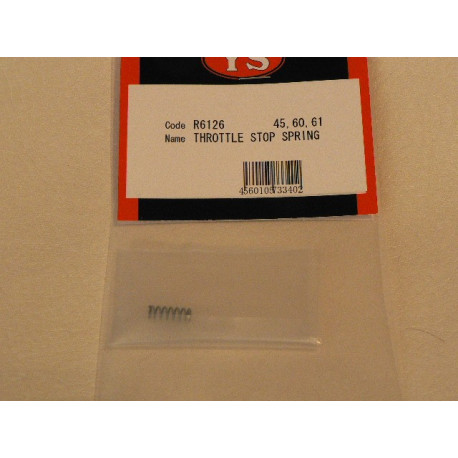 YS
Code R6126 45, 60, 61
Name THROTTLE STOP SPRING
4560105733402